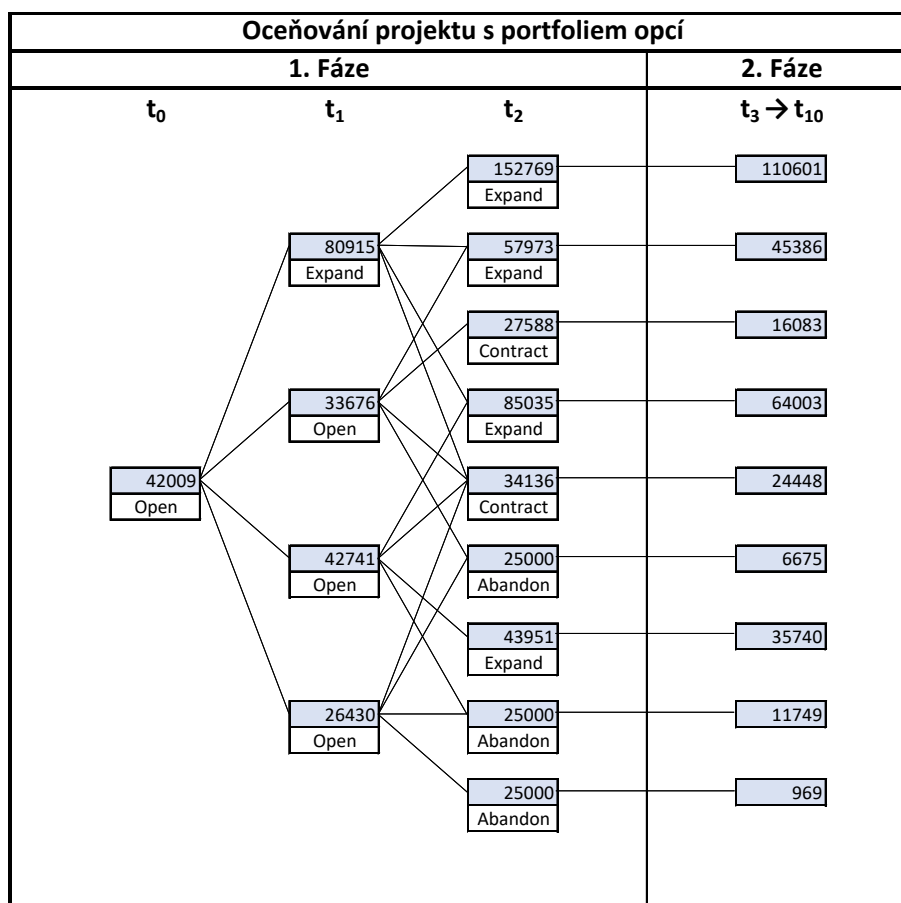 Oceňování projektu s portfoliem opcí
1. Fáze 2. Fáze
t₀ t₁ t₂ t₃ → t₁₀
152769 110601
Expand
80915 57973 45386
Expand Expand
27588 16083
Contract
33676 85035 64003
Open Expand
42009 34136 24448
Open Contract
42741 25000 6675
Open Abandon
43951 35740
Expand
26430 25000 11749
Open Abandon
25000 969
Abandon